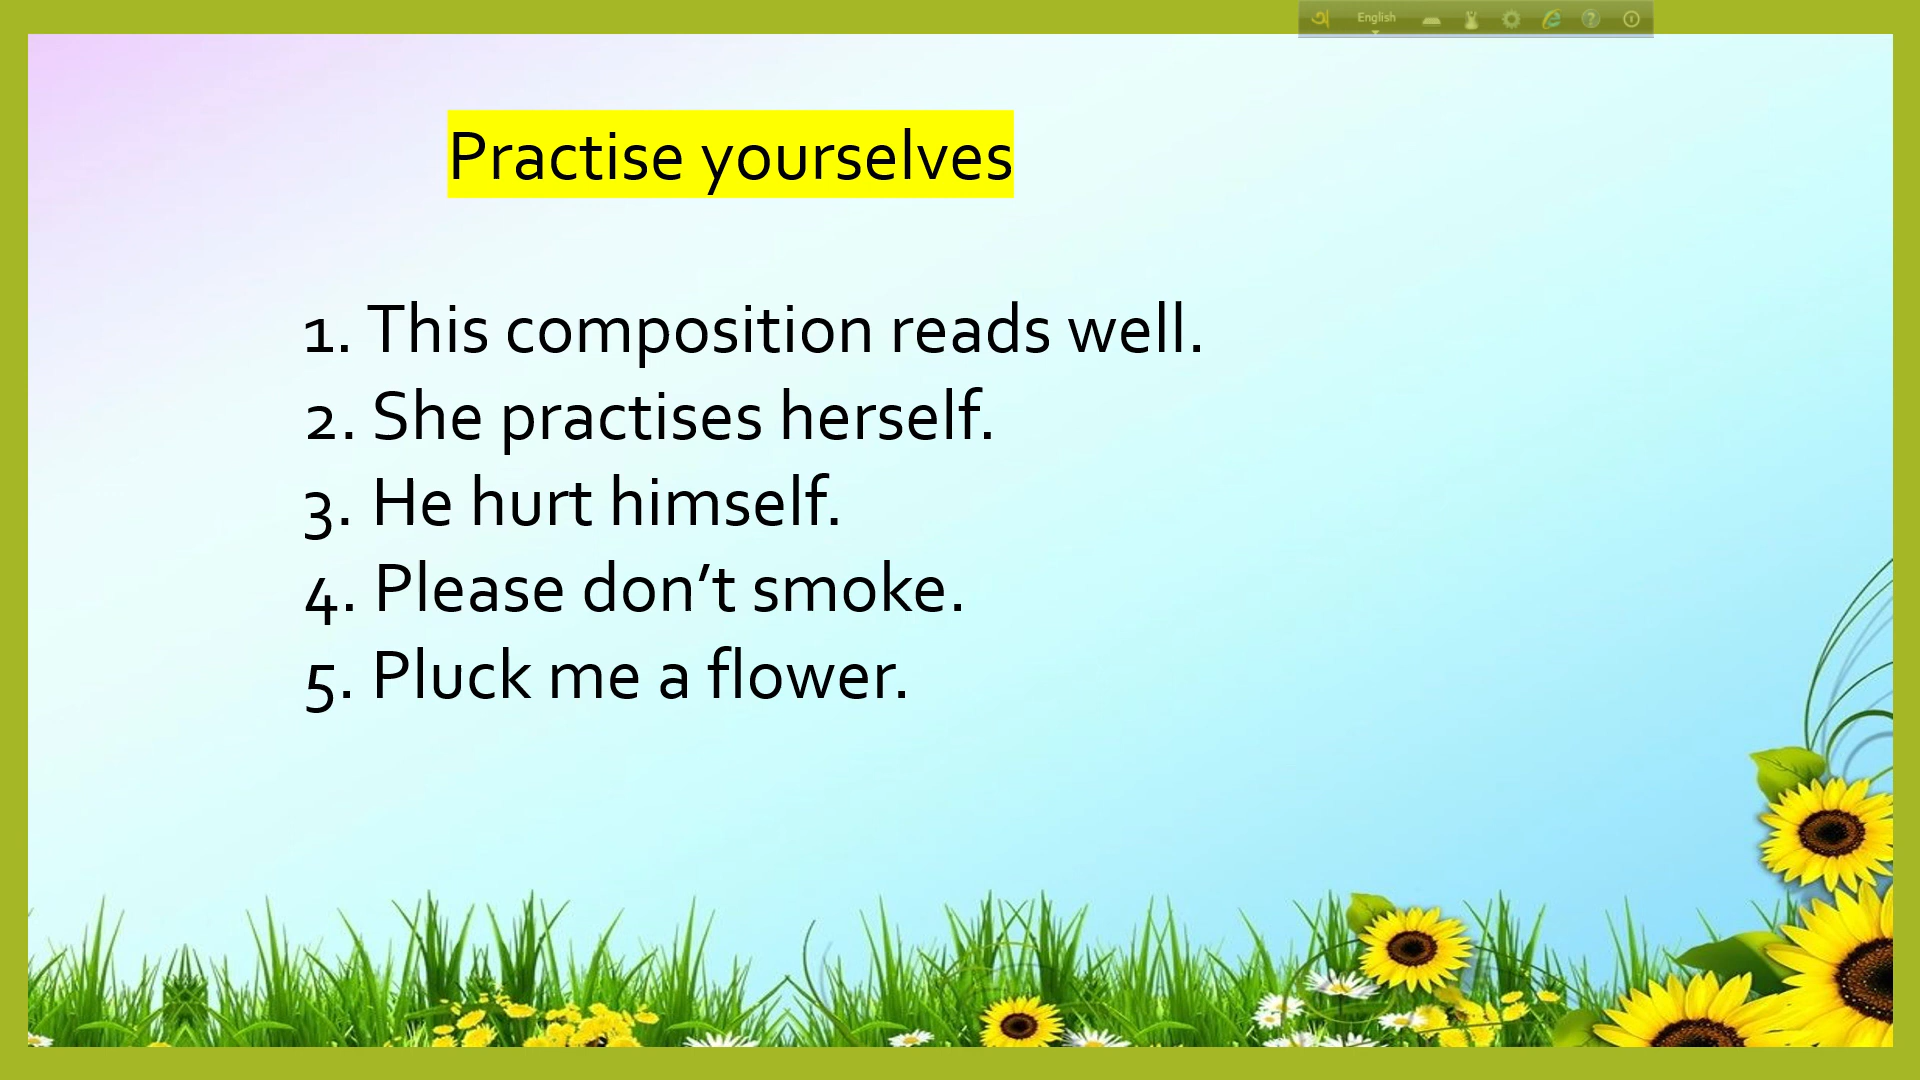 অ English
Practise yourselves
1. This composition reads well.
2. She practises herself.
3. He hurt himself.
4. Please don’t smoke.
5. Pluck me a flower.